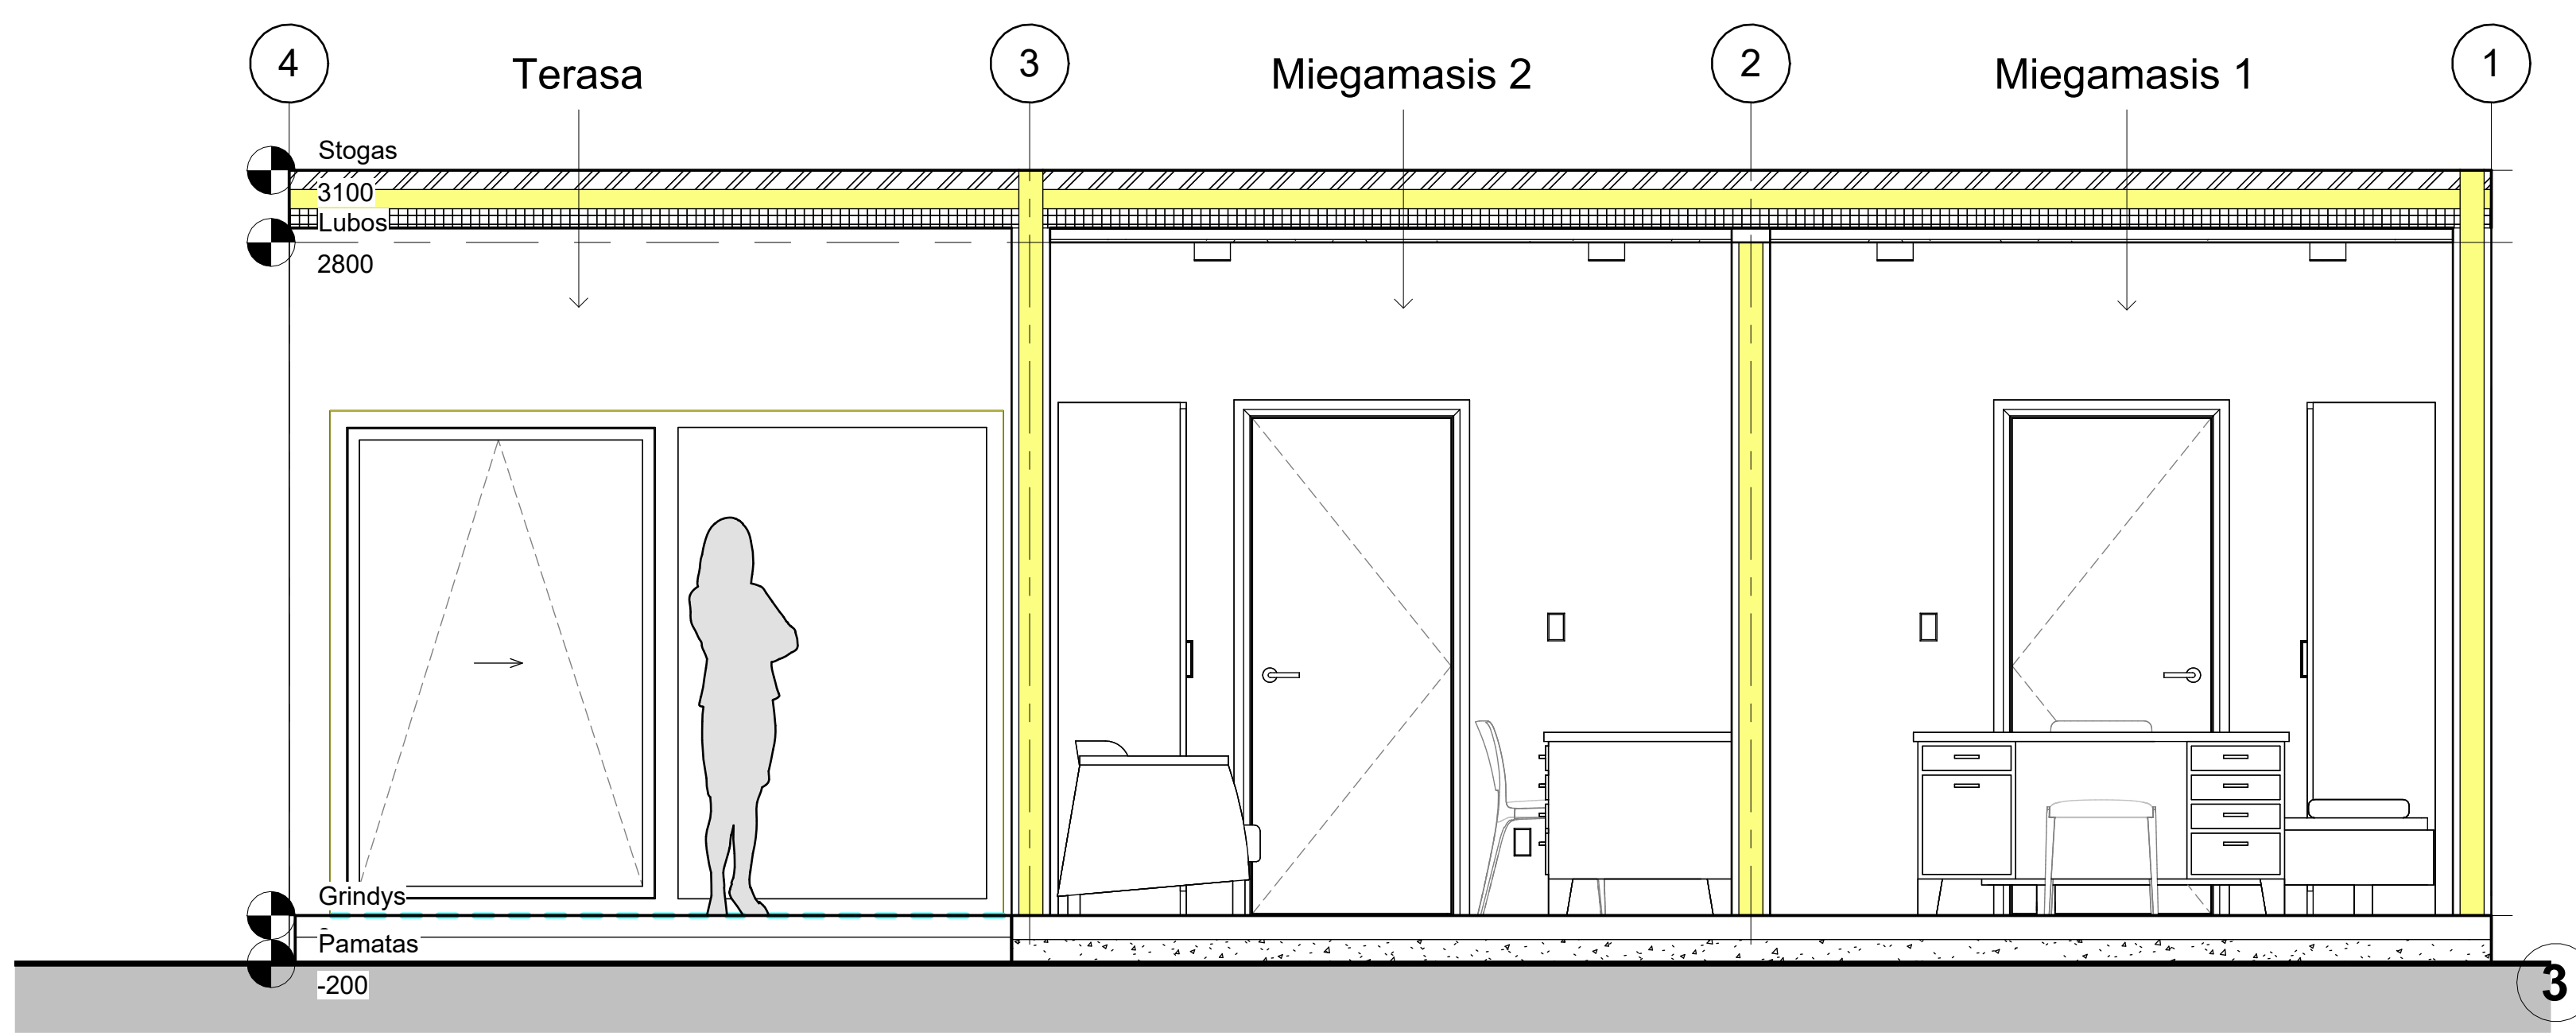 4
Terasa
3
Miegamasis 2
2
Miegamasis 1
1
Stogas
3100
Lubos
2800
Grindys
Pamatas
-200
3